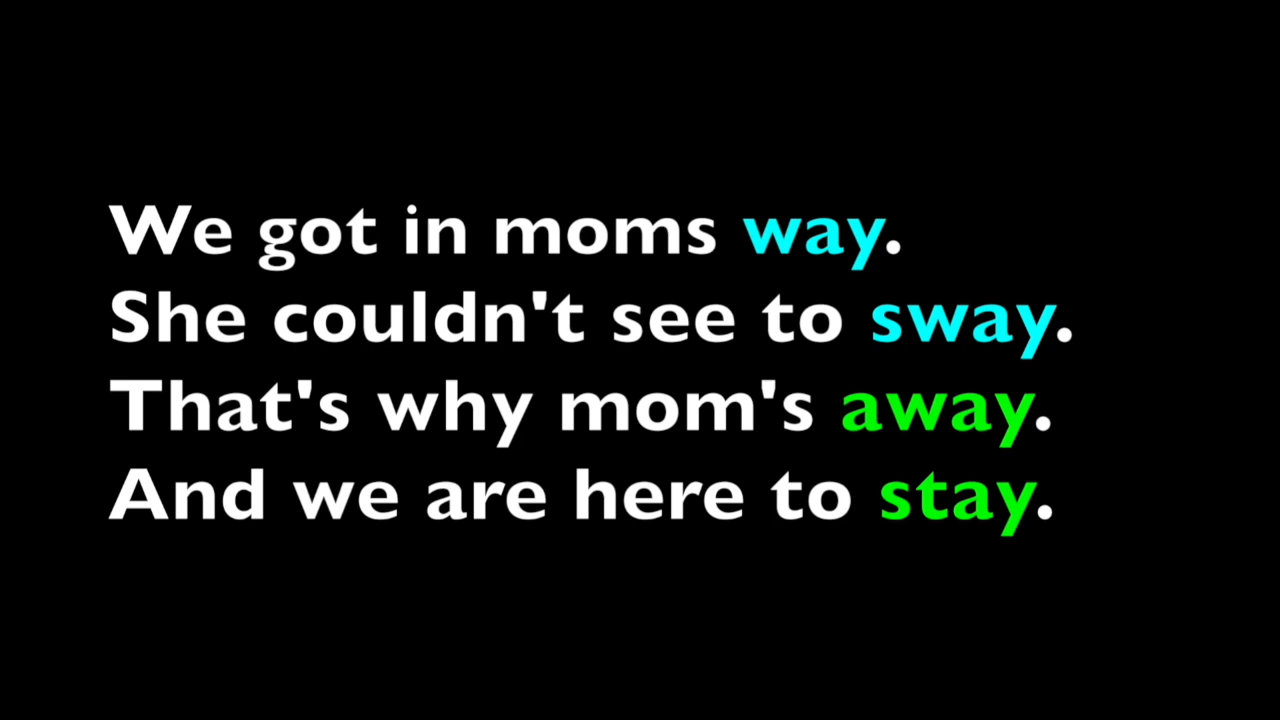 We got in moms way.
She couldn't see to sway.
That's why mom's away.
And we are here to stay.